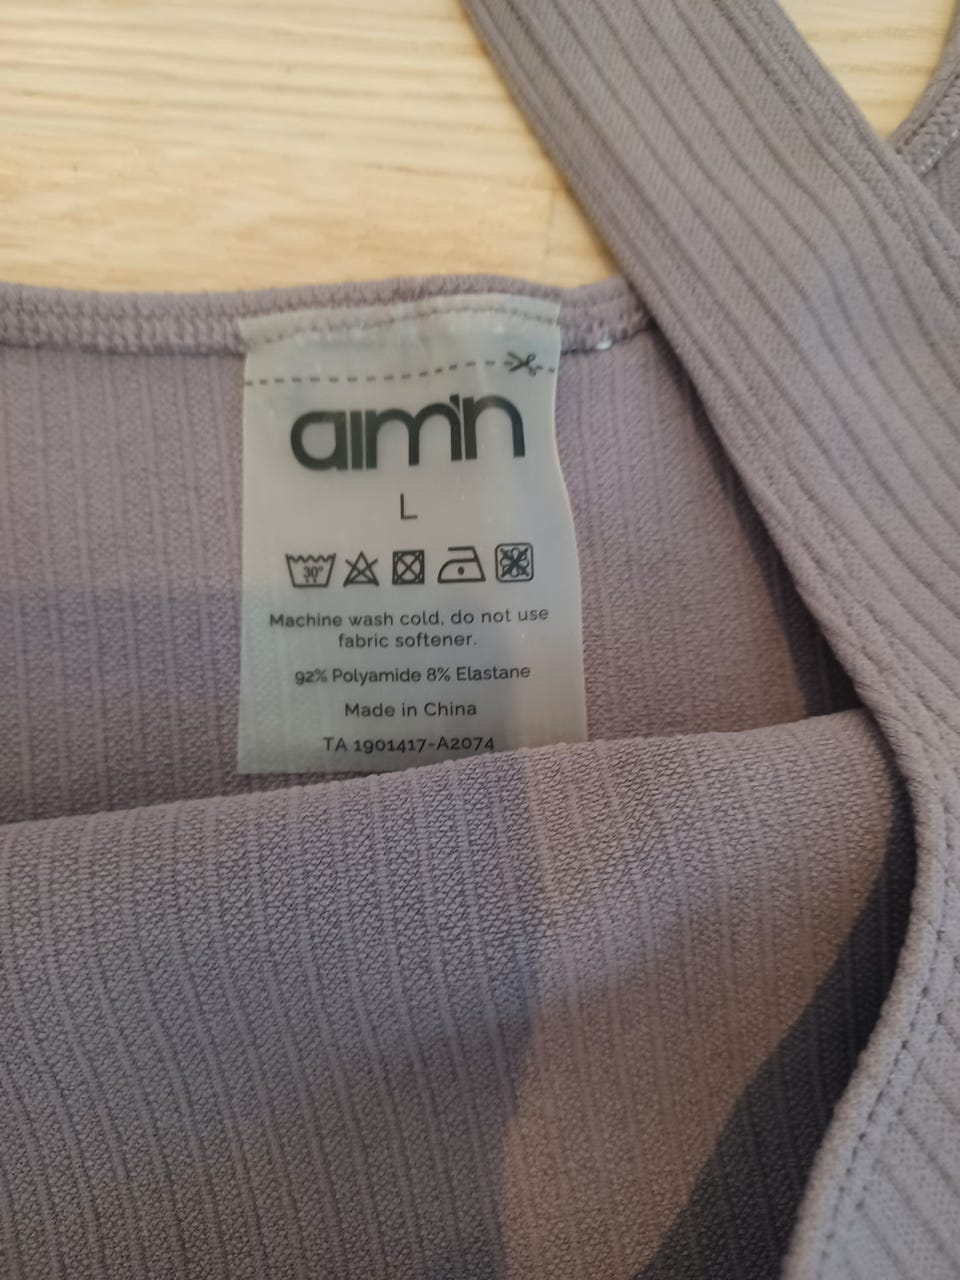 aim'n
L
30°
Machine wash cold, do not use
fabric softener.
92% Polyamide 8% Elastane
Made in China
TA 1901417-A2074